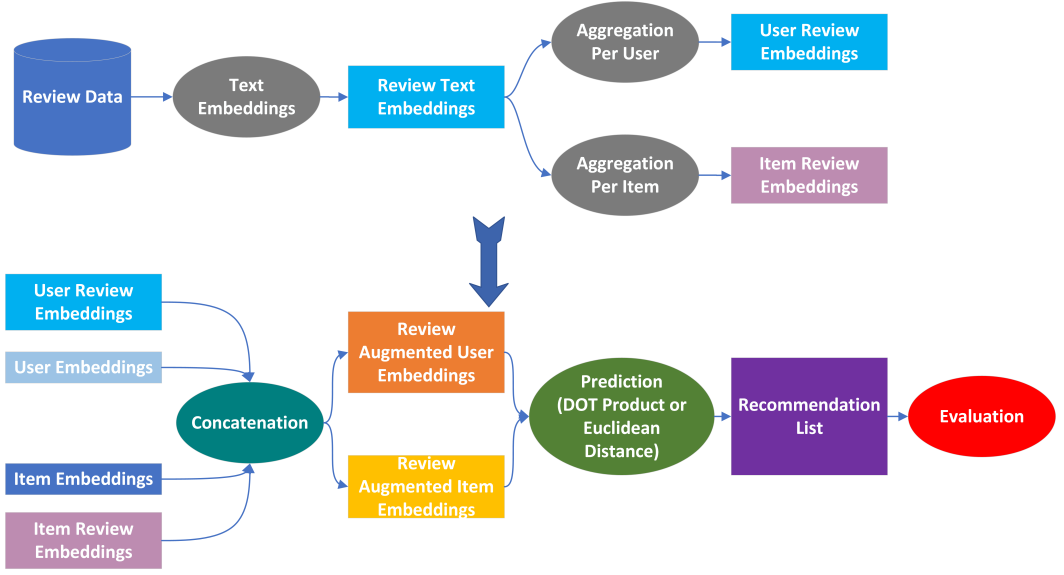 Review Data
Text
Embeddings
Review Text
Embeddings
Aggregation
Per User
User Review
Embeddings
Aggregation
Per Item
Item Review
Embeddings
User Review
Embeddings
User Embeddings
Item Embeddings
Item Review
Embeddings
Concatenation
Review
Augmented User
Embeddings
Review
Augmented Item
Embeddings
Prediction
(DOT Product or
Euclidean
Distance)
Recommendation
List
Evaluation